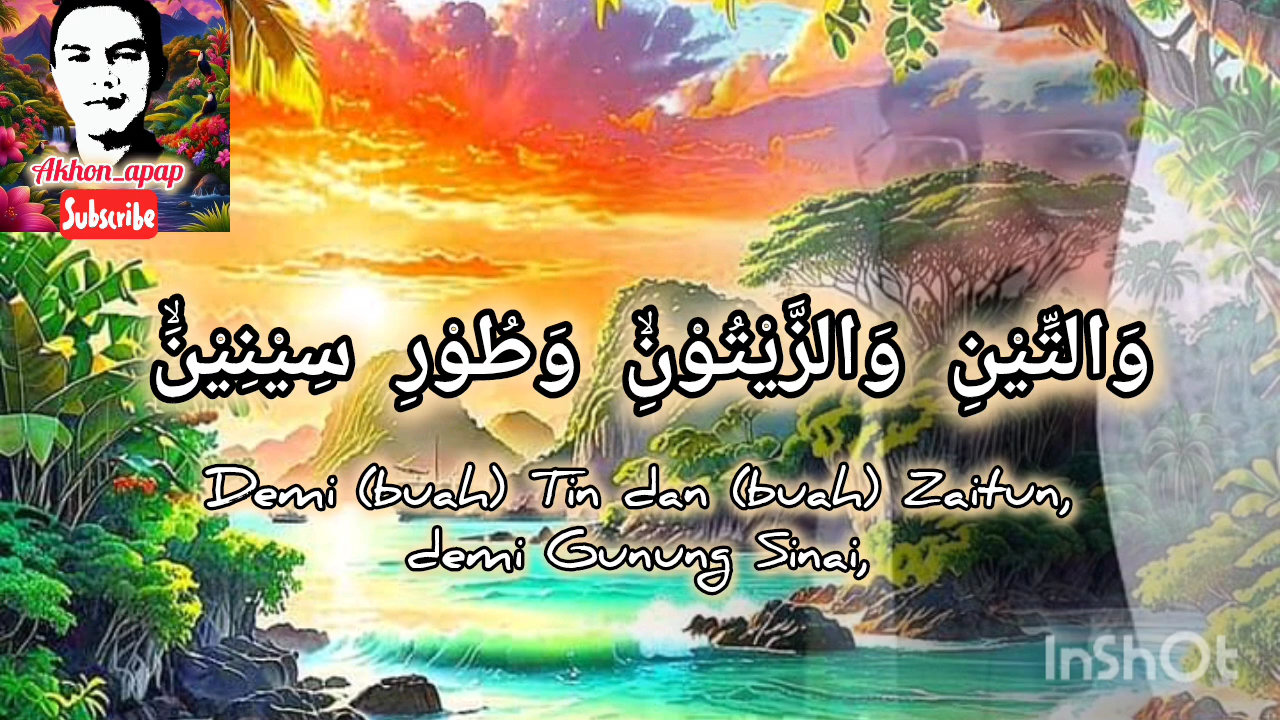 Akhon_apap
Subscribe
وَالتِّيْنِ وَالزَّيْتُوْنِۙ وَطُوْرِ سِيْنِيْنَۙ
Demi (buah) Tin dan (buah) Zaitun,
demi Gunung Sinai,
InShOt